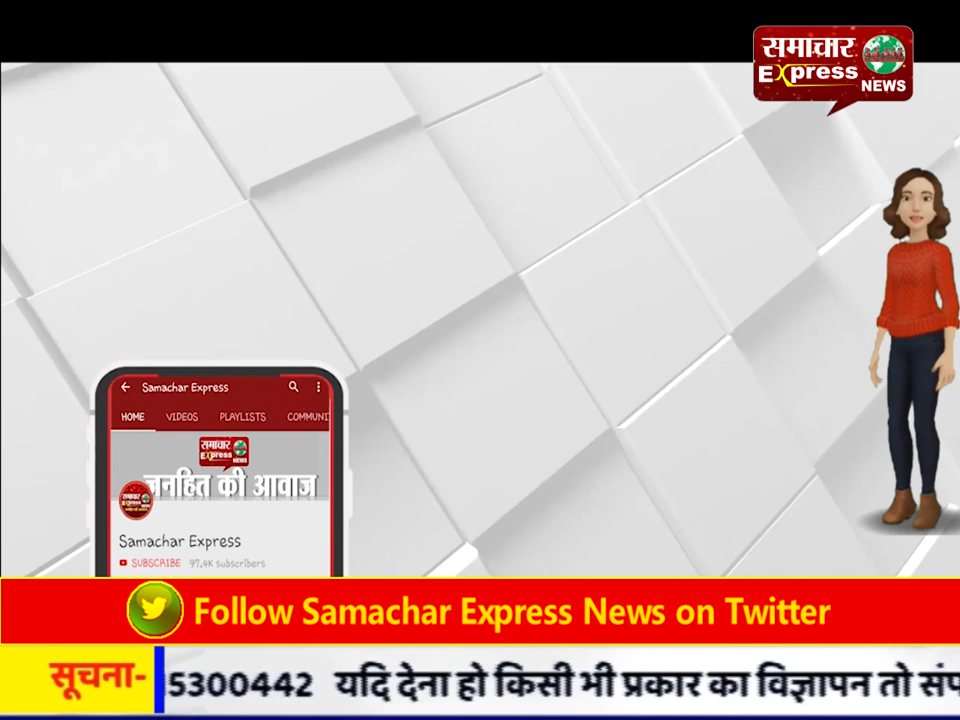 समाचार
Express
NEWS
Samachar Express
HOME VIDEOS PLAYLISTS COMMUNI
समाचार
Express
NEWS
जनहित की आवाज
Samachar Express
SUBSCRIBE 97.4K subscribers
Follow Samachar Express News on Twitter
सूचना- 5300442 यदि देना हो किसी भी प्रकार का विज्ञापन तो संप